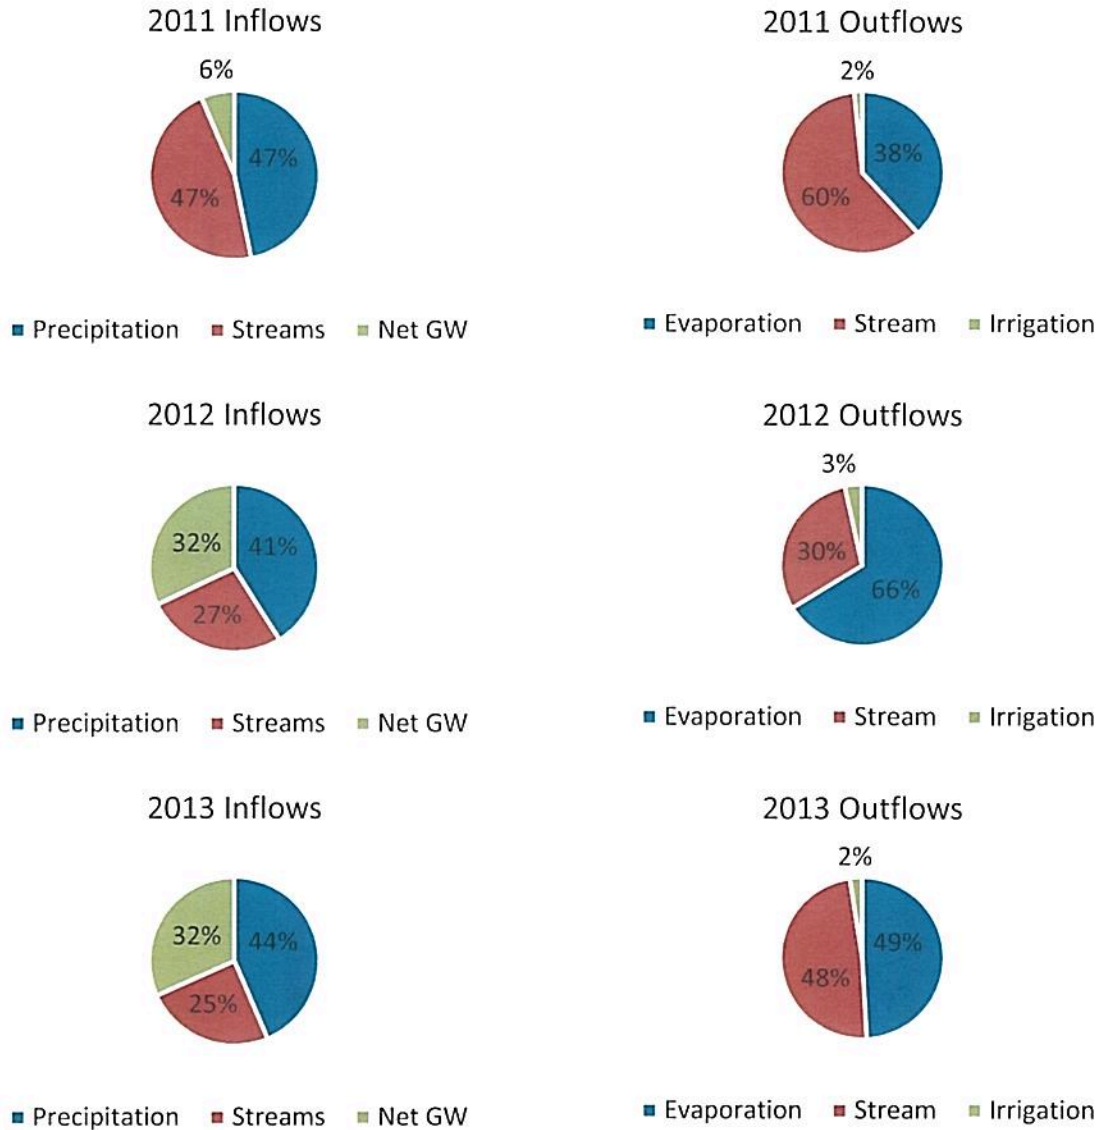 2011 Inflows
6%
47%
47%
Precipitation Streams Net GW
2011 Outflows
2%
38%
60%
Evaporation Stream Irrigation
2012 Inflows
32%
41%
27%
Precipitation Streams Net GW
2012 Outflows
3%
30%
66%
Evaporation Stream Irrigation
2013 Inflows
32%
44%
25%
Precipitation Streams Net GW
2013 Outflows
2%
49%
48%
Evaporation Stream Irrigation